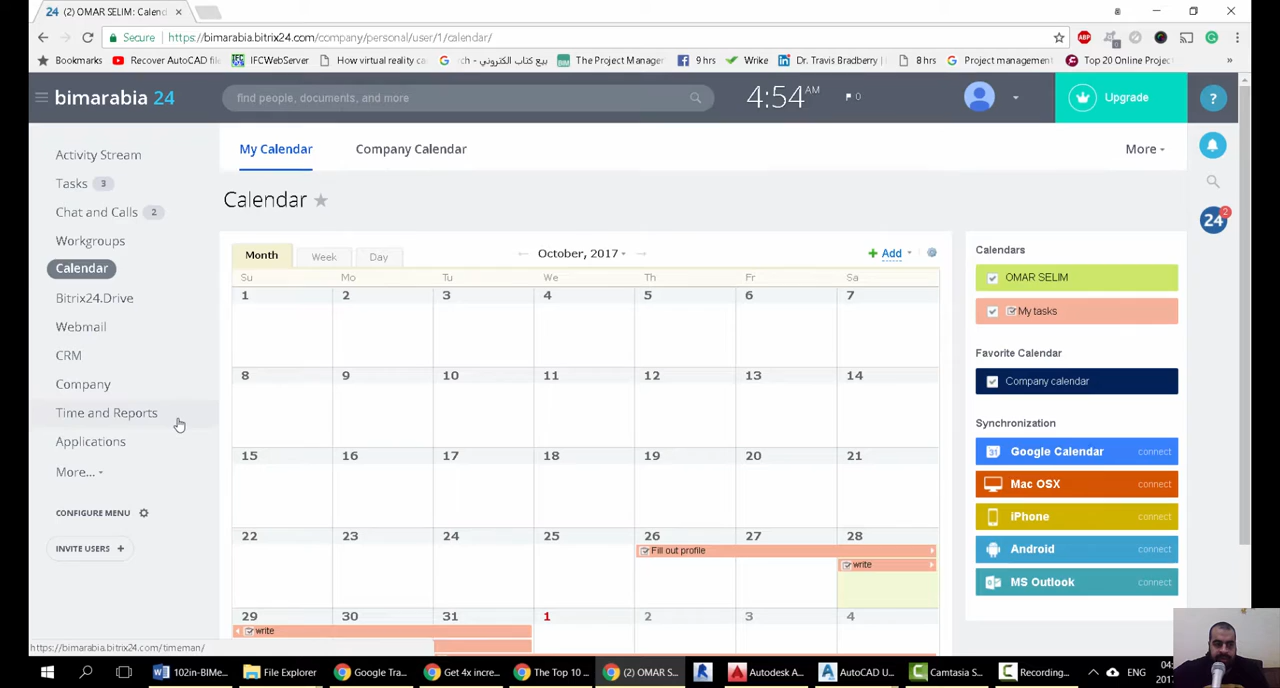 24 (2) OMAR SELIM: Calend
Secure
https://bimarabia.bitrix24.com/company/personal/user/1/calendar/
Bookmarks
Recover AutoCAD file
IFCWebServer
How virtual reality ca
بيع كتاب الكتروني - ch
The Project Manager
9 hrs
Wrike
Dr. Travis Bradberry |
8 hrs
Project management
Top 20 Online Projec
»
bimarabia 24
find people, documents, and more
4:54 AM
0
Upgrade
?
Activity Stream
Tasks 3
Chat and Calls 2
Workgroups
Calendar
Bitrix24.Drive
Webmail
CRM
Company
Time and Reports
Applications
More...
CONFIGURE MENU
INVITE USERS +
My Calendar
Company Calendar
More
Calendar
Month
Week
Day
October, 2017
+ Add
Su Mo Tu We Th Fr Sa
1 2 3 4 5 6 7
8 9 10 11 12 13 14
15 16 17 18 19 20 21
22 23 24 25 26 27 28
Fill out profile
write
29 30 31 1 2 3 4
write
Calendars
OMAR SELIM
My tasks
Favorite Calendar
Company calendar
Synchronization
31 Google Calendar connect
Mac OSX connect
iPhone connect
Android connect
MS Outlook connect
24 2
https://bimarabia.bitrix24.com/timeman/
102in-BIMe...
File Explorer
Google Tra...
Get 4x incre...
The Top 10 ...
(2) OMAR S...
Autodesk A...
AutoCAD U...
Camtasia S...
Recording...
ENG